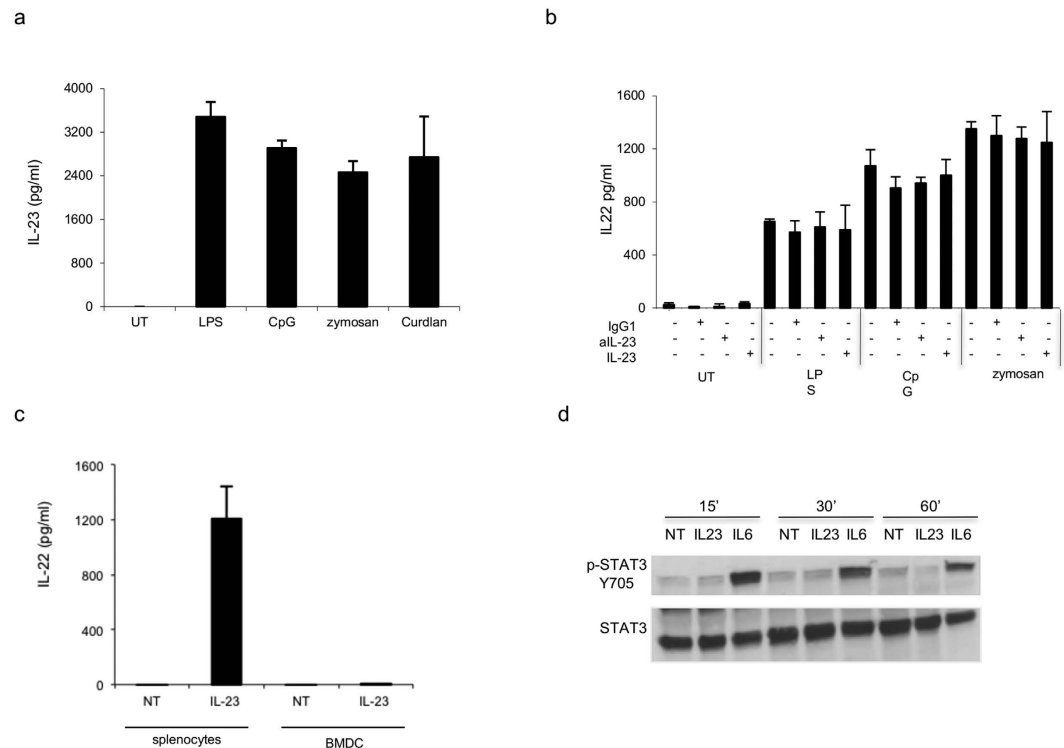 a
4000
3200
2400
1600
800
0
IL-23 (pg/ml)
UT LPS CpG zymosan Curdlan
b
1600
1200
800
400
0
IL22 pg/ml
IgG1 - + - - - + - - - + - - - + - -
aIL-23 - - + - - - + - - - + - - - + -
IL-23 - - - + - - - + - - - + - - - +
UT LP Cp zymosan
S G
c
1600
1200
800
400
0
IL-22 (pg/ml)
NT IL-23 NT IL-23
splenocytes BMDC
d
15' 30' 60'
NT IL23 IL6 NT IL23 IL6 NT IL23 IL6
p-STAT3
Y705
STAT3